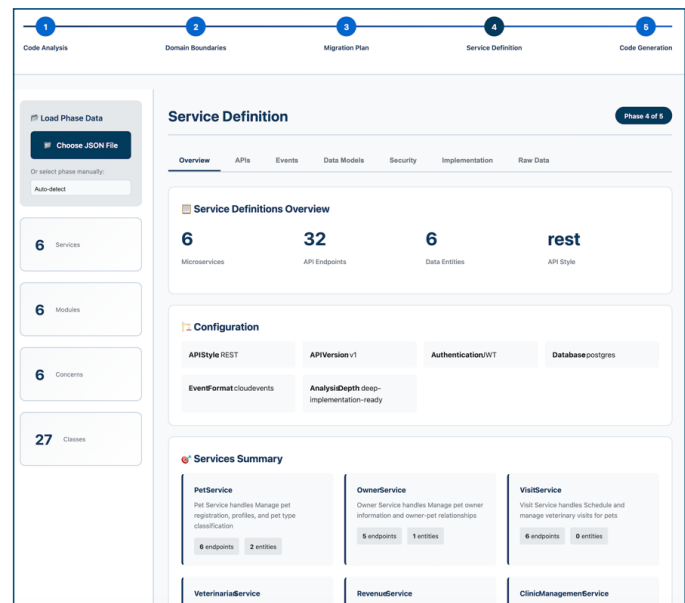 1
2
3
4
5
Code Analysis
Domain Boundaries
Migration Plan
Service Definition
Code Generation
Load Phase Data
Choose JSON File
Or select phase manually:
Auto-detect
6 Services
6 Modules
6 Concerns
27 Classes
Service Definition
Phase 4 of 5
Overview APIs Events Data Models Security Implementation Raw Data
Service Definitions Overview
6 32 6 rest
Microservices API Endpoints Data Entities API Style
Configuration
APIStyle REST
APIVersion v1
Authentication JWT
Database postgres
EventFormat cloudevents
AnalysisDepth deep-
implementation-ready
Services Summary
PetService
Pet Service handles Manage pet
registration, profiles, and pet type
classification
6 endpoints 2 entities
OwnerService
Owner Service handles Manage pet owner
information and owner-pet relationships
5 endpoints 1 entities
VisitService
Visit Service handles Schedule and
manage veterinary visits for pets
6 endpoints 0 entities
VeterinarianService
RevenueService
ClinicManagementService